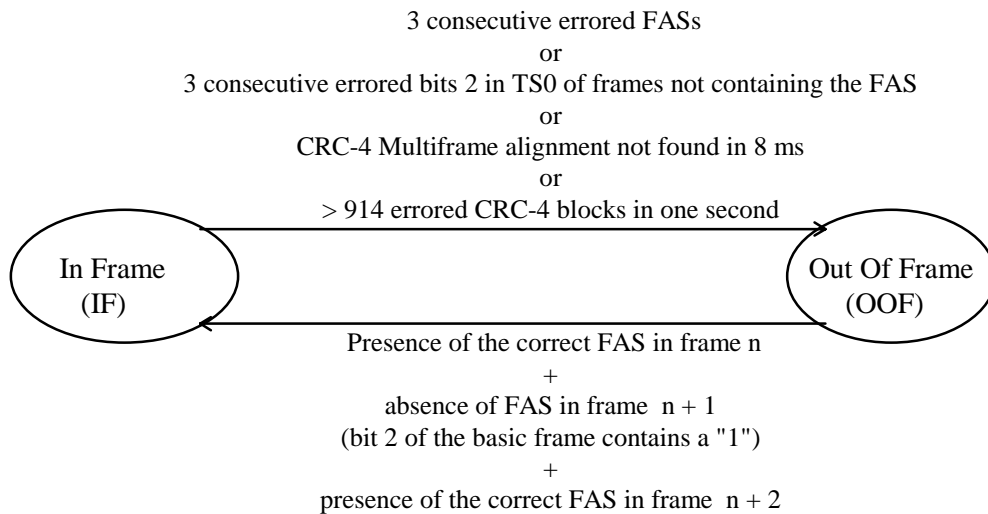 3 consecutive errored FASs
or
3 consecutive errored bits 2 in TS0 of frames not containing the FAS
or
CRC-4 Multiframe alignment not found in 8 ms
or
> 914 errored CRC-4 blocks in one second
In Frame
(IF)
Out Of Frame
(OOF)
Presence of the correct FAS in frame n
+
absence of FAS in frame n + 1
(bit 2 of the basic frame contains a "1")
+
presence of the correct FAS in frame n + 2